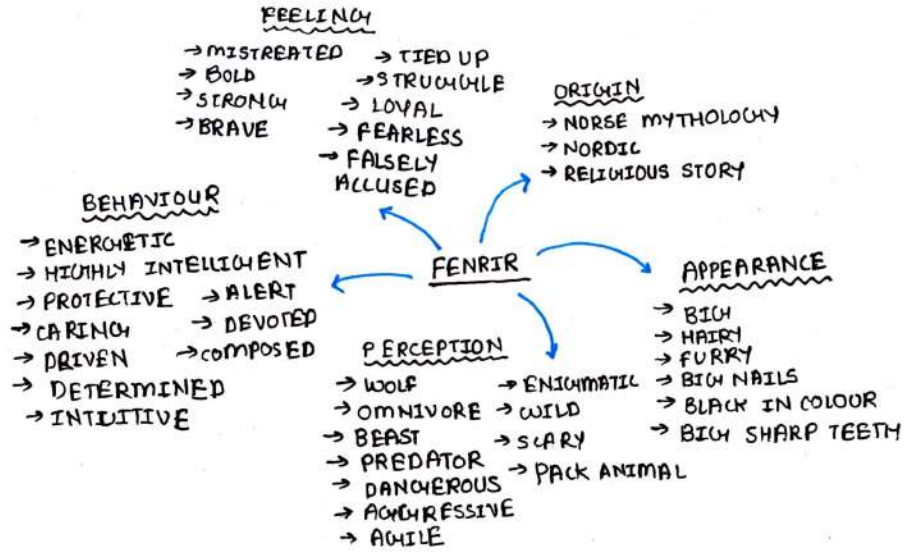 FEELING
→ MISTREATED
→ BOLD
→ STRONG
→ BRAVE
→ TIED UP
→ STRUGGLE
→ LOYAL
→ FEARLESS
→ FALSELY
ACCUSED
ORIGIN
→ NORSE MYTHOLOGY
→ NORDIC
→ RELIGIOUS STORY
BEHAVIOUR
→ ENERGETIC
→ HIGHLY INTELLIGENT
→ PROTECTIVE
→ CARING
→ DRIVEN
→ DETERMINED
→ INTUITIVE
→ ALERT
→ DEVOTED
→ COMPOSED
FENRIR
APPEARANCE
→ BIG
→ HAIRY
→ FURRY
→ BIG NAILS
→ BLACK IN COLOUR
→ BIG SHARP TEETH
PERCEPTION
→ WOLF
→ OMNIVORE
→ BEAST
→ PREDATOR
→ DANGEROUS
→ AGGRESSIVE
→ AGILE
→ ENIGMATIC
→ WILD
→ SCARY
→ PACK ANIMAL